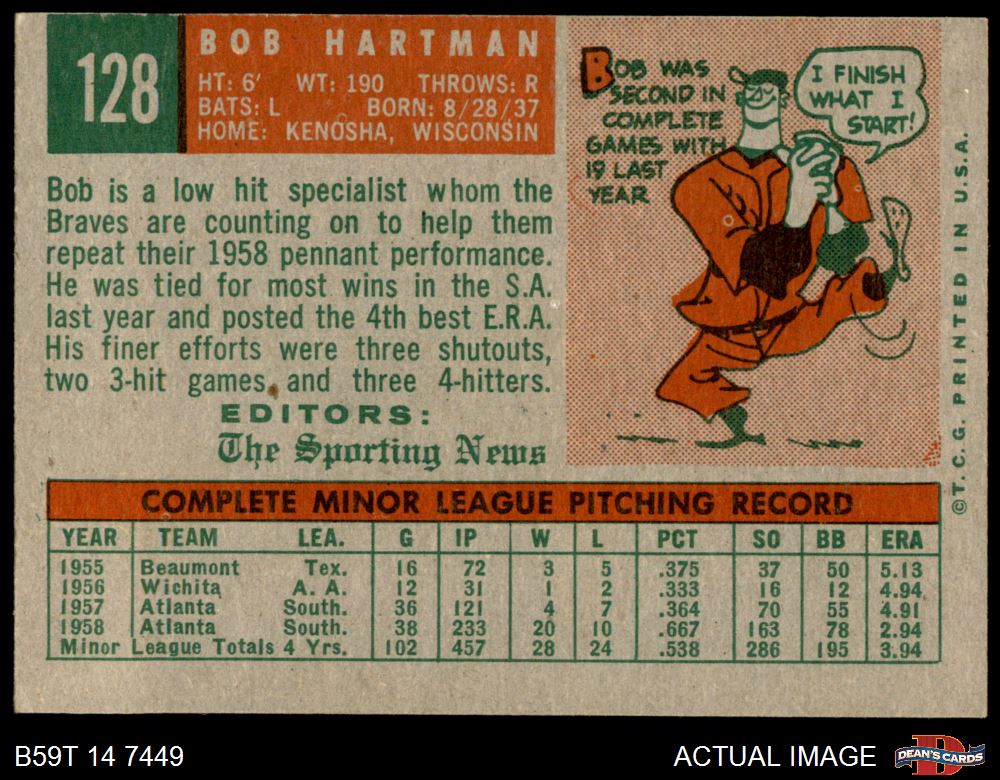 128
BOB HARTMAN
HT: 6' WT: 190 THROWS: R
BATS: L BORN: 8/28/37
HOME: KENOSHA, WISCONSIN
Bob is a low hit specialist whom the
Braves are counting on to help them
repeat their 1958 pennant performance.
He was tied for most wins in the S.A.
last year and posted the 4th best E.R.A.
His finer efforts were three shutouts,
two 3-hit games and three 4-hitters.
EDITORS:
The Sporting News
BOB WAS
SECOND IN
COMPLETE
GAMES WITH
19 LAST
YEAR
I FINISH
WHAT I
START!
©T. C. G. PRINTED IN U.S.A.
COMPLETE MINOR LEAGUE PITCHING RECORD
YEAR TEAM LEA. G IP W L PCT SO BB ERA
1955 Beaumont Tex. 16 72 3 5 .375 37 50 5.13
1956 Wichita A. A. 12 31 1 2 .333 16 12 4.94
1957 Atlanta South. 36 121 4 7 .364 70 55 4.91
1958 Atlanta South. 38 233 20 10 .667 163 78 2.94
Minor League Totals 4 Yrs. 102 457 28 24 .538 286 195 3.94
B59T 14 7449
ACTUAL IMAGE
DEAN'S CARDS